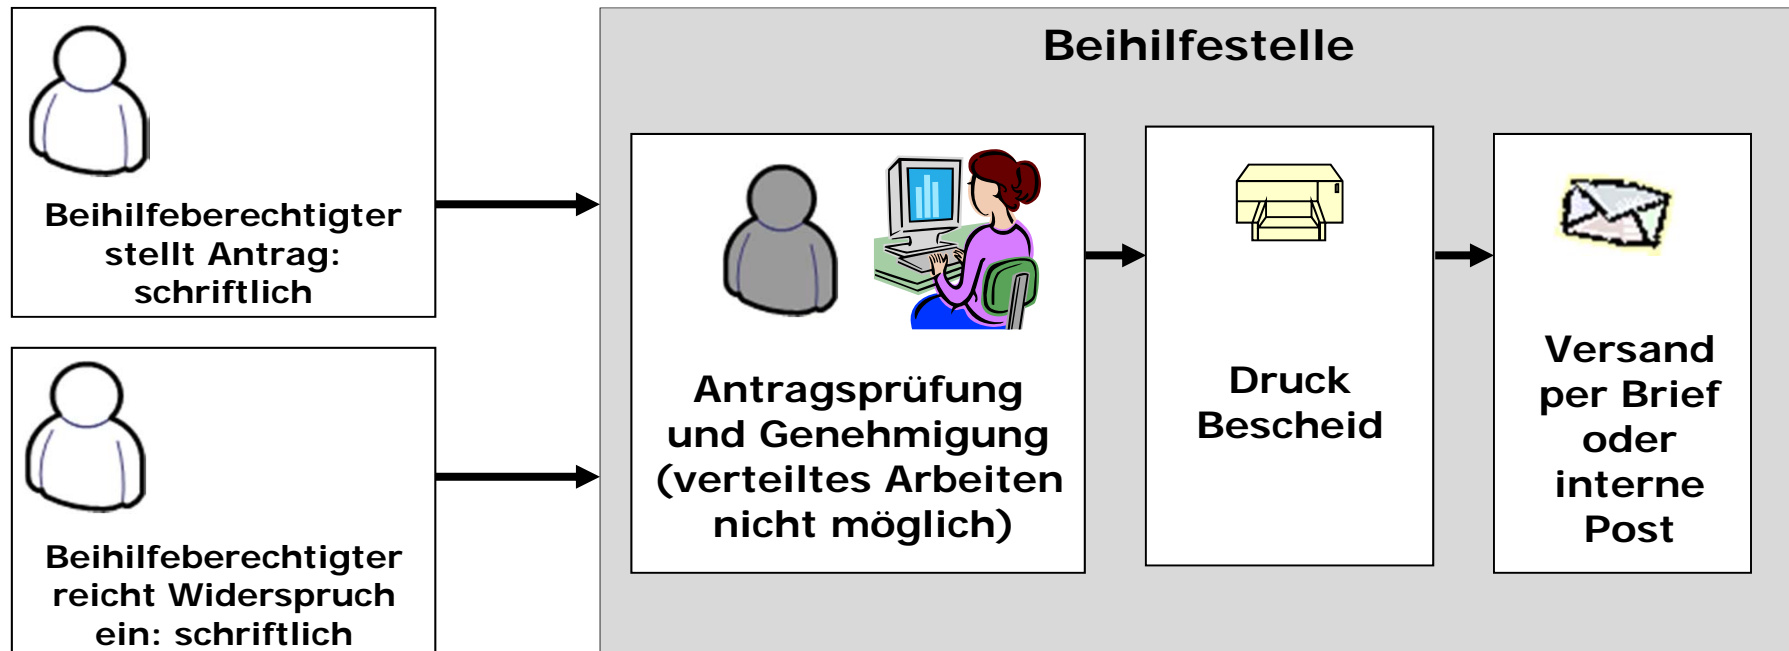 Beihilfeberechtigter
stellt Antrag:
schriftlich
Beihilfeberechtigter
reicht Widerspruch
ein: schriftlich
Beihilfestelle
Antragsprüfung
und Genehmigung
(verteiltes Arbeiten
nicht möglich)
Druck
Bescheid
Versand
per Brief
oder
interne
Post